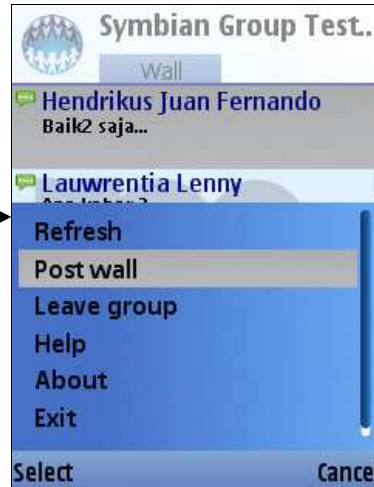 Symbian Group Test..
Wall
Hendrikus Juan Fernando
Baik2 saja...
Lauwrentia Lenny
Refresh
Post wall
Leave group
Help
About
Exit
Select Cance